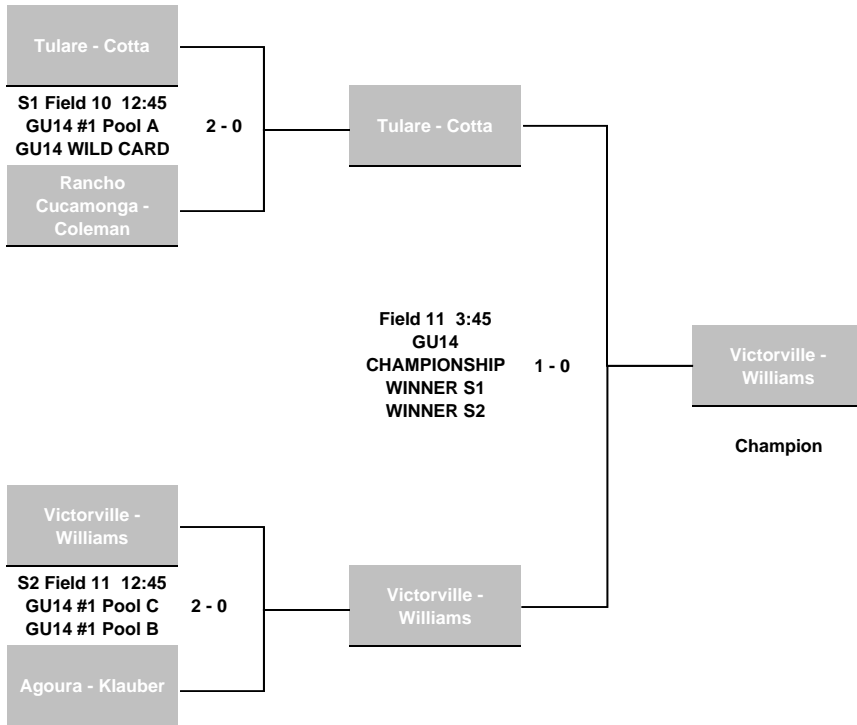 Tulare - Cotta
S1 Field 10  12:45
GU14 #1 Pool A
GU14 WILD CARD
2 - 0
Rancho
Cucamonga -
Coleman
Tulare - Cotta
Field 11  3:45
GU14
CHAMPIONSHIP
WINNER S1
WINNER S2
1 - 0
Victorville -
Williams
Champion
Victorville -
Williams
S2 Field 11  12:45
GU14 #1 Pool C
GU14 #1 Pool B
2 - 0
Agoura - Klauber
Victorville -
Williams